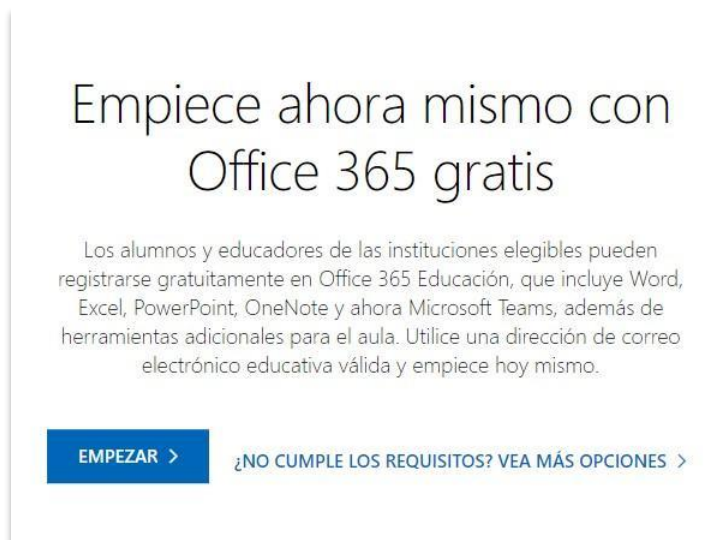 Empiece ahora mismo con
Office 365 gratis
Los alumnos y educadores de las instituciones elegibles pueden
registrarse gratuitamente en Office 365 Educación, que incluye Word,
Excel, PowerPoint, OneNote y ahora Microsoft Teams, además de
herramientas adicionales para el aula. Utilice una dirección de correo
electrónico educativa válida y empiece hoy mismo.
EMPEZAR >
¿NO CUMPLE LOS REQUISITOS? VEA MÁS OPCIONES >